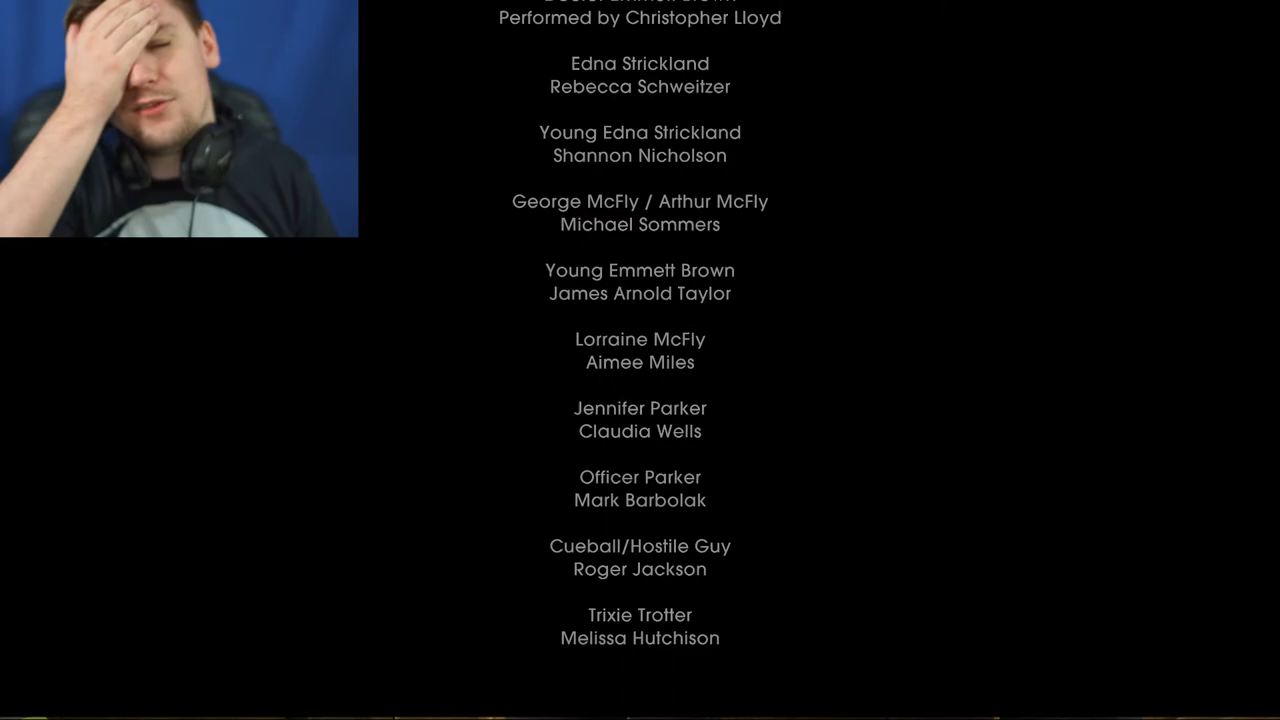 Performed by Christopher Lloyd
Edna Strickland
Rebecca Schweitzer
Young Edna Strickland
Shannon Nicholson
George McFly / Arthur McFly
Michael Sommers
Young Emmett Brown
James Arnold Taylor
Lorraine McFly
Aimee Miles
Jennifer Parker
Claudia Wells
Officer Parker
Mark Barbolak
Cueball/Hostile Guy
Roger Jackson
Trixie Trotter
Melissa Hutchison